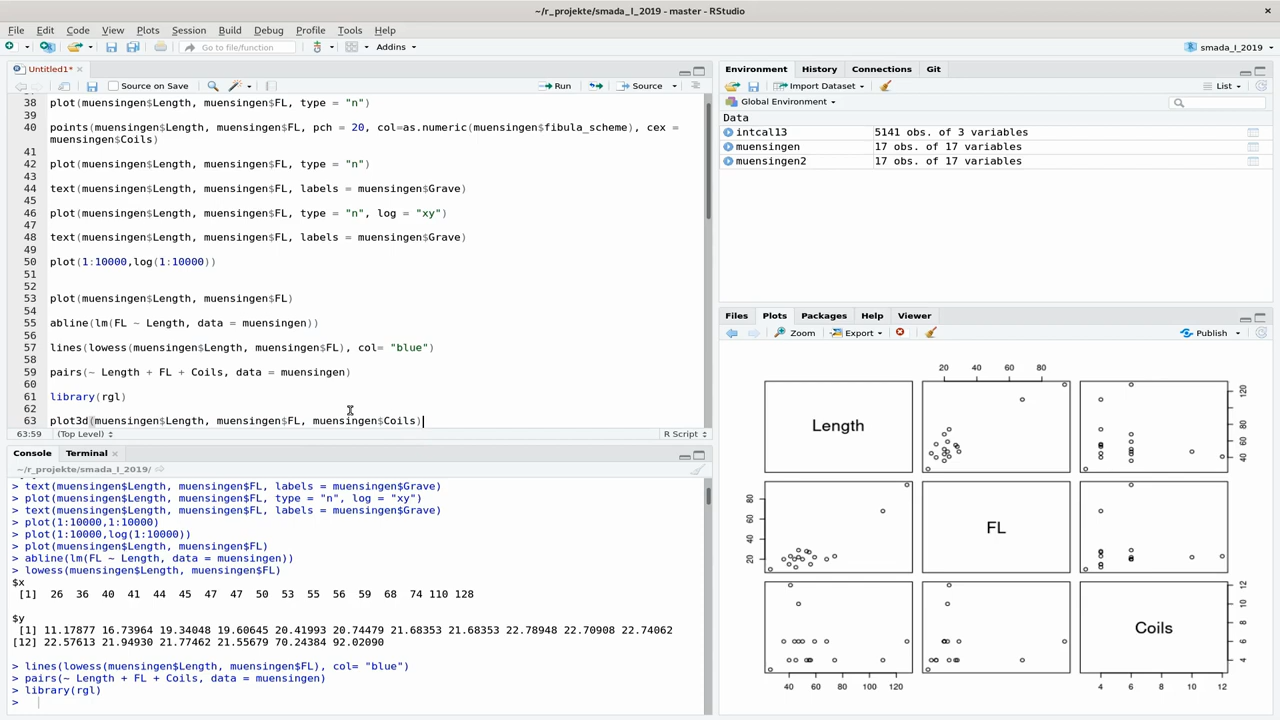 ~/r_projekte/smada_I_2019 - master - RStudio
File Edit Code View Plots Session Build Debug Profile Tools Help
Go to file/function Addins smada_I_2019
Untitled1*
Source on Save Run Source
38 plot(muensingen$Length, muensingen$FL, type = "n")
39
40 points(muensingen$Length, muensingen$FL, pch = 20, col=as.numeric(muensingen$fibula_scheme), cex =
muensingen$Coils)
41
42 plot(muensingen$Length, muensingen$FL, type = "n")
43
44 text(muensingen$Length, muensingen$FL, labels = muensingen$Grave)
45
46 plot(muensingen$Length, muensingen$FL, type = "n", log = "xy")
47
48 text(muensingen$Length, muensingen$FL, labels = muensingen$Grave)
49
50 plot(1:10000,log(1:10000))
51
52
53 plot(muensingen$Length, muensingen$FL)
54
55 abline(lm(FL ~ Length, data = muensingen))
56
57 lines(lowess(muensingen$Length, muensingen$FL), col= "blue")
58
59 pairs(~ Length + FL + Coils, data = muensingen)
60
61 library(rgl)
62
63 plot3d(muensingen$Length, muensingen$FL, muensingen$Coils)
63:59 (Top Level) R Script
Console Terminal
~/r_projekte/smada_I_2019/
> text(muensingen$Length, muensingen$FL, labels = muensingen$Grave)
> plot(muensingen$Length, muensingen$FL, type = "n", log = "xy")
> text(muensingen$Length, muensingen$FL, labels = muensingen$Grave)
> plot(1:10000,1:10000)
> plot(1:10000,log(1:10000))
> plot(muensingen$Length, muensingen$FL)
> abline(lm(FL ~ Length, data = muensingen))
> lowess(muensingen$Length, muensingen$FL)
$x
[1] 26 36 40 41 44 45 47 47 50 53 55 56 59 68 74 110 128
$y
[1] 11.17877 16.73964 19.34048 19.60645 20.41993 20.74479 21.68353 21.68353 22.78948 22.70908 22.74062
[12] 22.57613 21.94930 21.77462 21.55679 70.24384 92.02090
> lines(lowess(muensingen$Length, muensingen$FL), col= "blue")
> pairs(~ Length + FL + Coils, data = muensingen)
> library(rgl)
>
Environment History Connections Git
Import Dataset List
Global Environment
Data
intcal13 5141 obs. of 3 variables
muensingen 17 obs. of 17 variables
muensingen2 17 obs. of 17 variables
Files Plots Packages Help Viewer
Zoom Export Publish
20 40 60 80
Length
40 60 80 120
20 40 60 80
FL
Coils
4 6 8 10 12
40 60 80 100 120
4 6 8 10 12